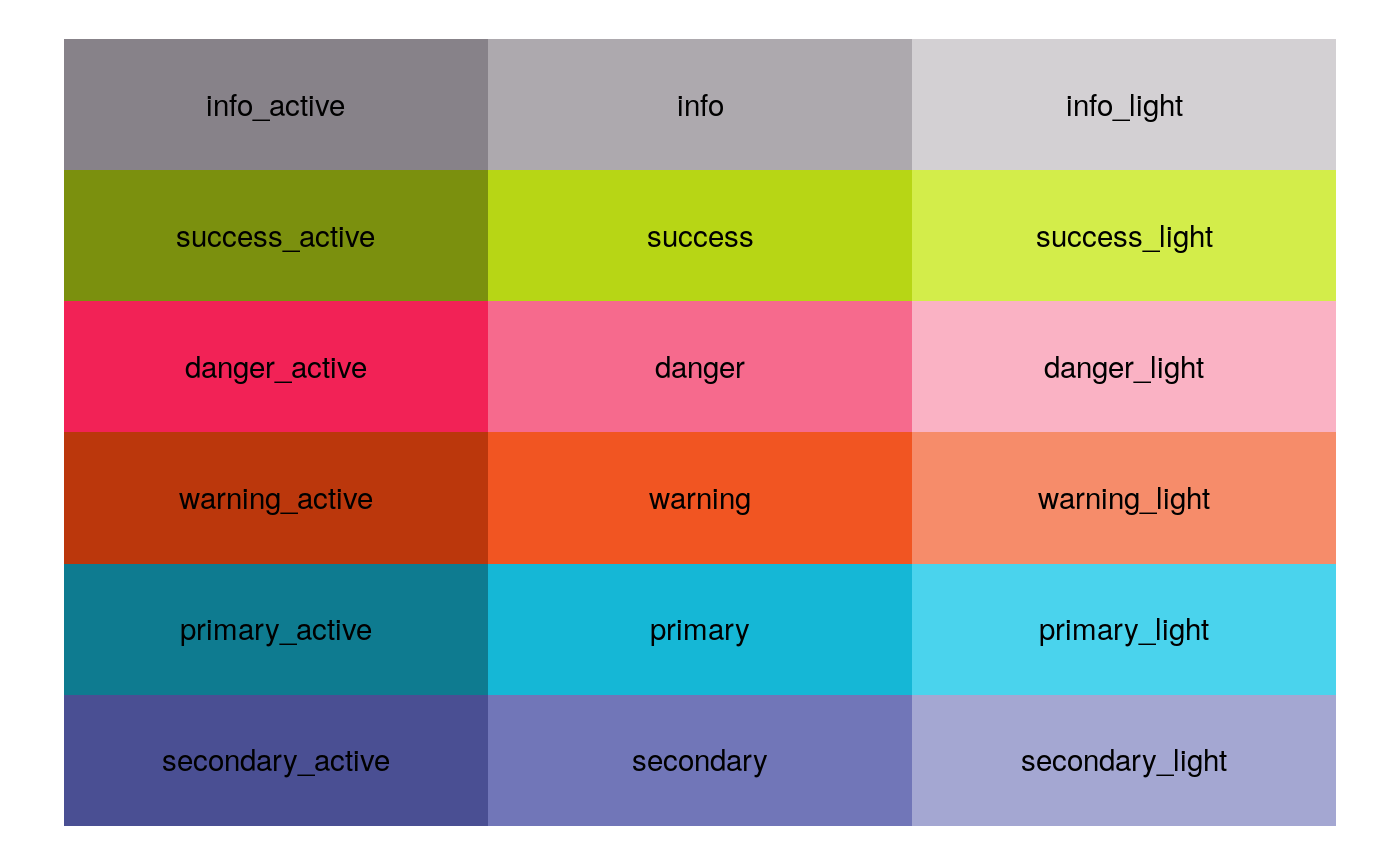 info_active info info_light
success_active success success_light
danger_active danger danger_light
warning_active warning warning_light
primary_active primary primary_light
secondary_active secondary secondary_light